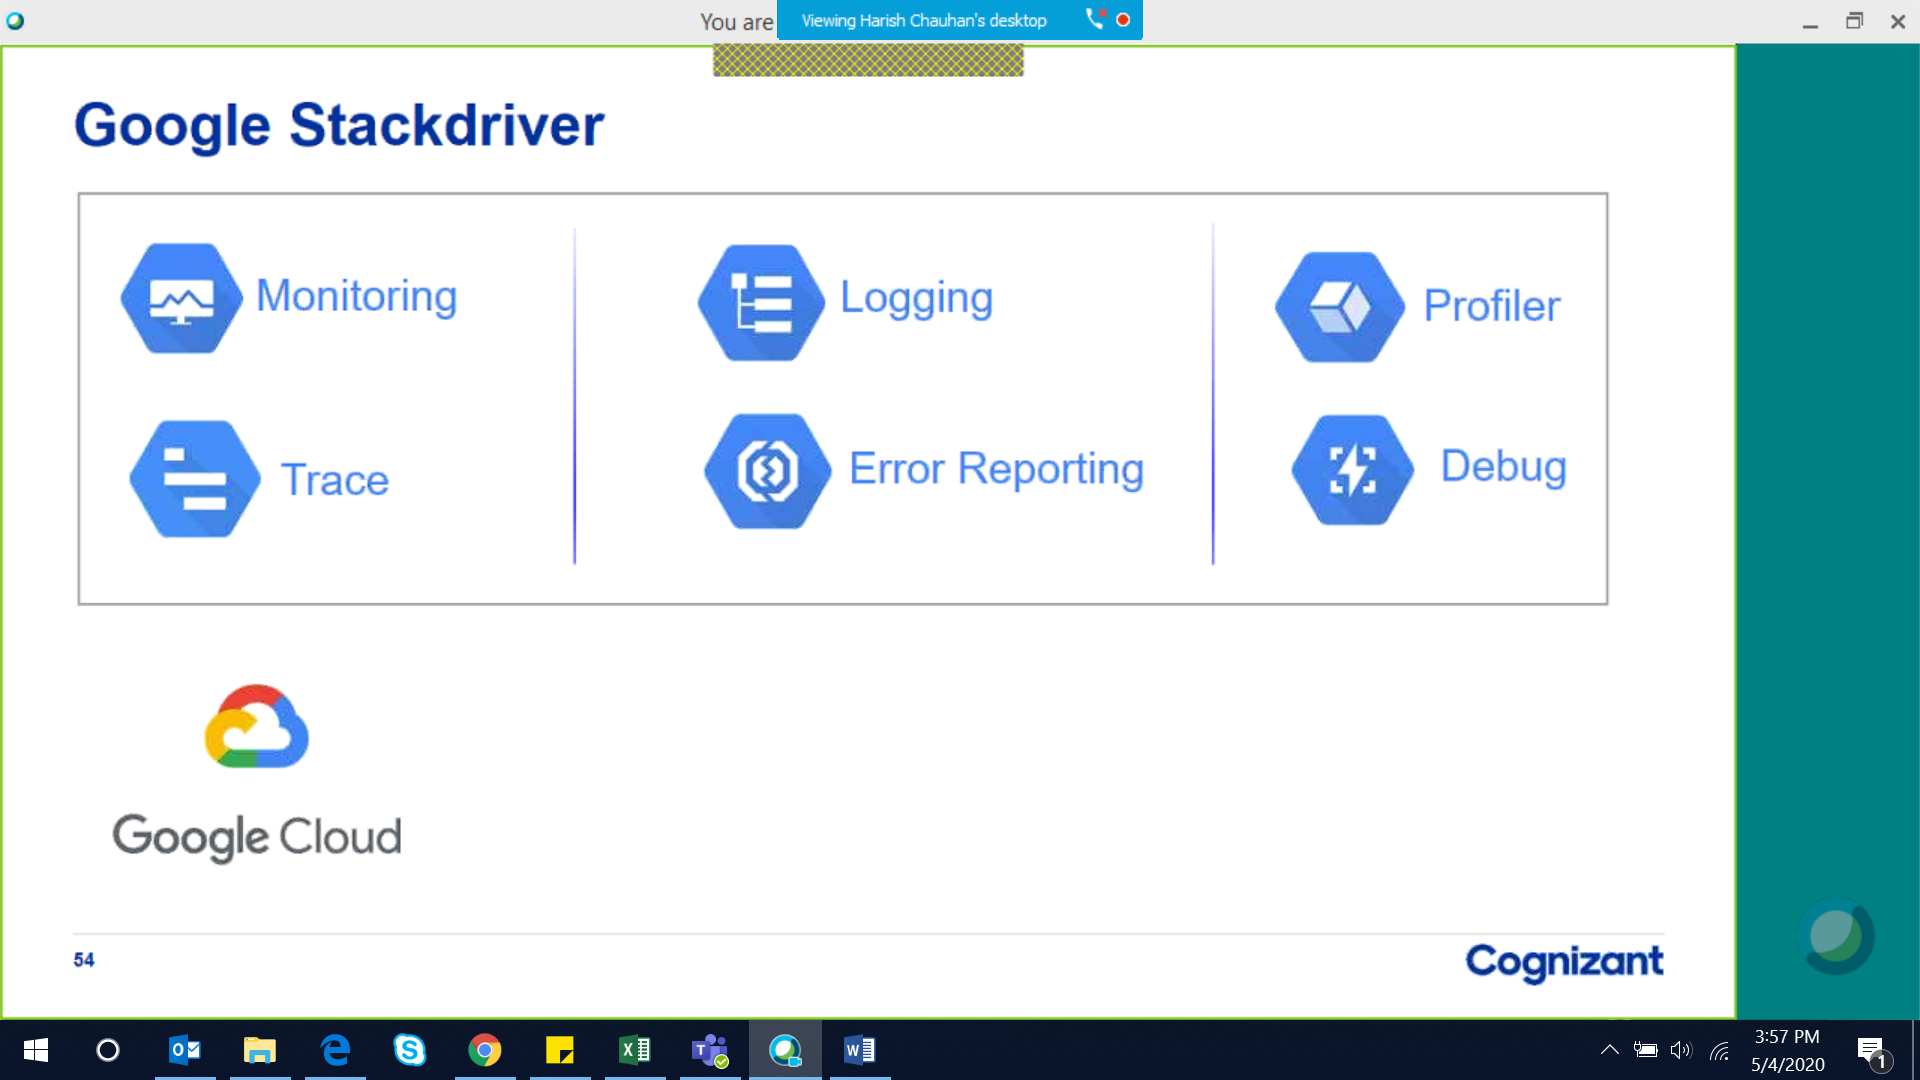 You are
Viewing Harish Chauhan's desktop
Google Stackdriver
Monitoring
Logging
Profiler
Trace
Error Reporting
Debug
Google Cloud
54
Cognizant
3:57 PM
5/4/2020
1